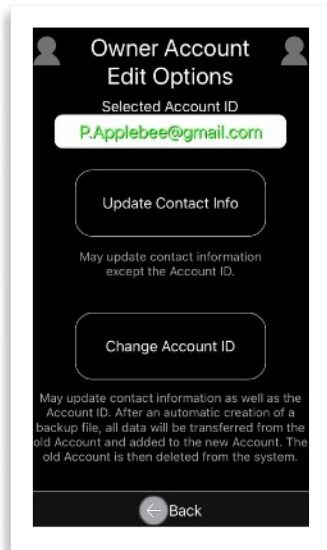 Owner Account
Edit Options
Selected Account ID
P.Applebee@gmail.com
Update Contact Info
May update contact information
except the Account ID.
Change Account ID
May update contact information as well as the
Account ID. After an automatic creation of a
backup file, all data will be transferred from the
old Account and added to the new Account. The
old Account is then deleted from the system.
Back